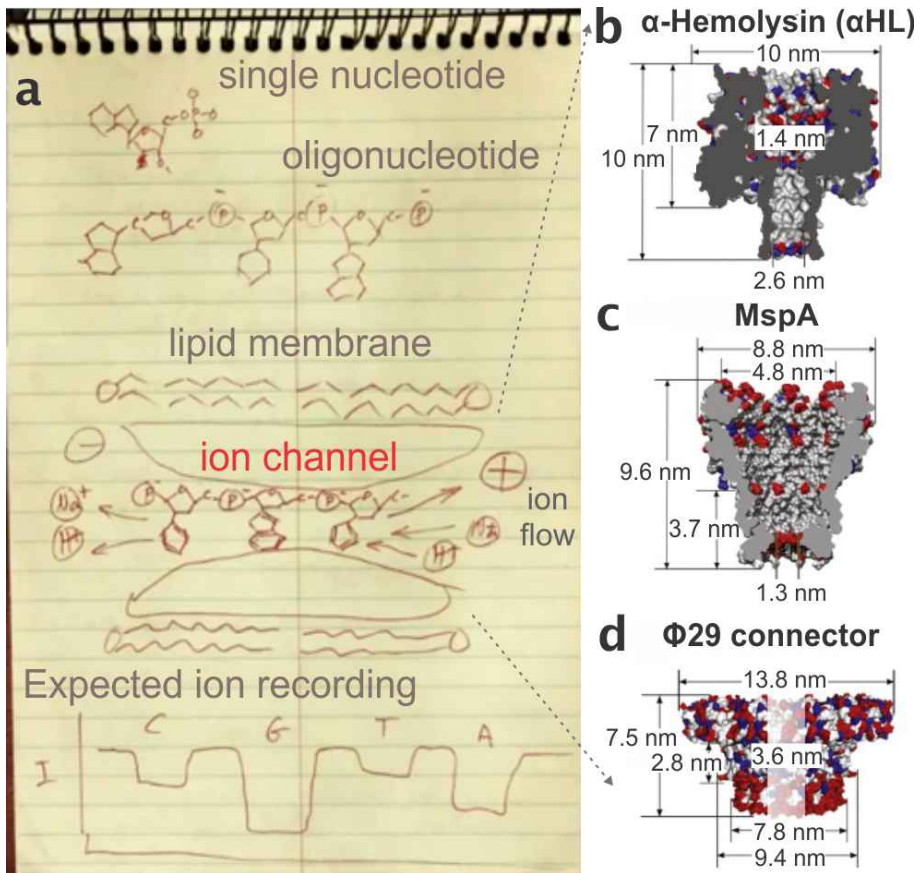 a
single nucleotide
oligonucleotide
P
P
P
lipid membrane
ion channel
−
+
ion
flow
P
P
P
Na+
H+
H+
Expected ion recording
C
G
T
A
I
b
α-Hemolysin (αHL)
10 nm
7 nm
10 nm
1.4 nm
2.6 nm
c
MspA
8.8 nm
4.8 nm
9.6 nm
3.7 nm
1.3 nm
d
Φ29 connector
13.8 nm
7.5 nm
3.6 nm
2.8 nm
7.8 nm
9.4 nm